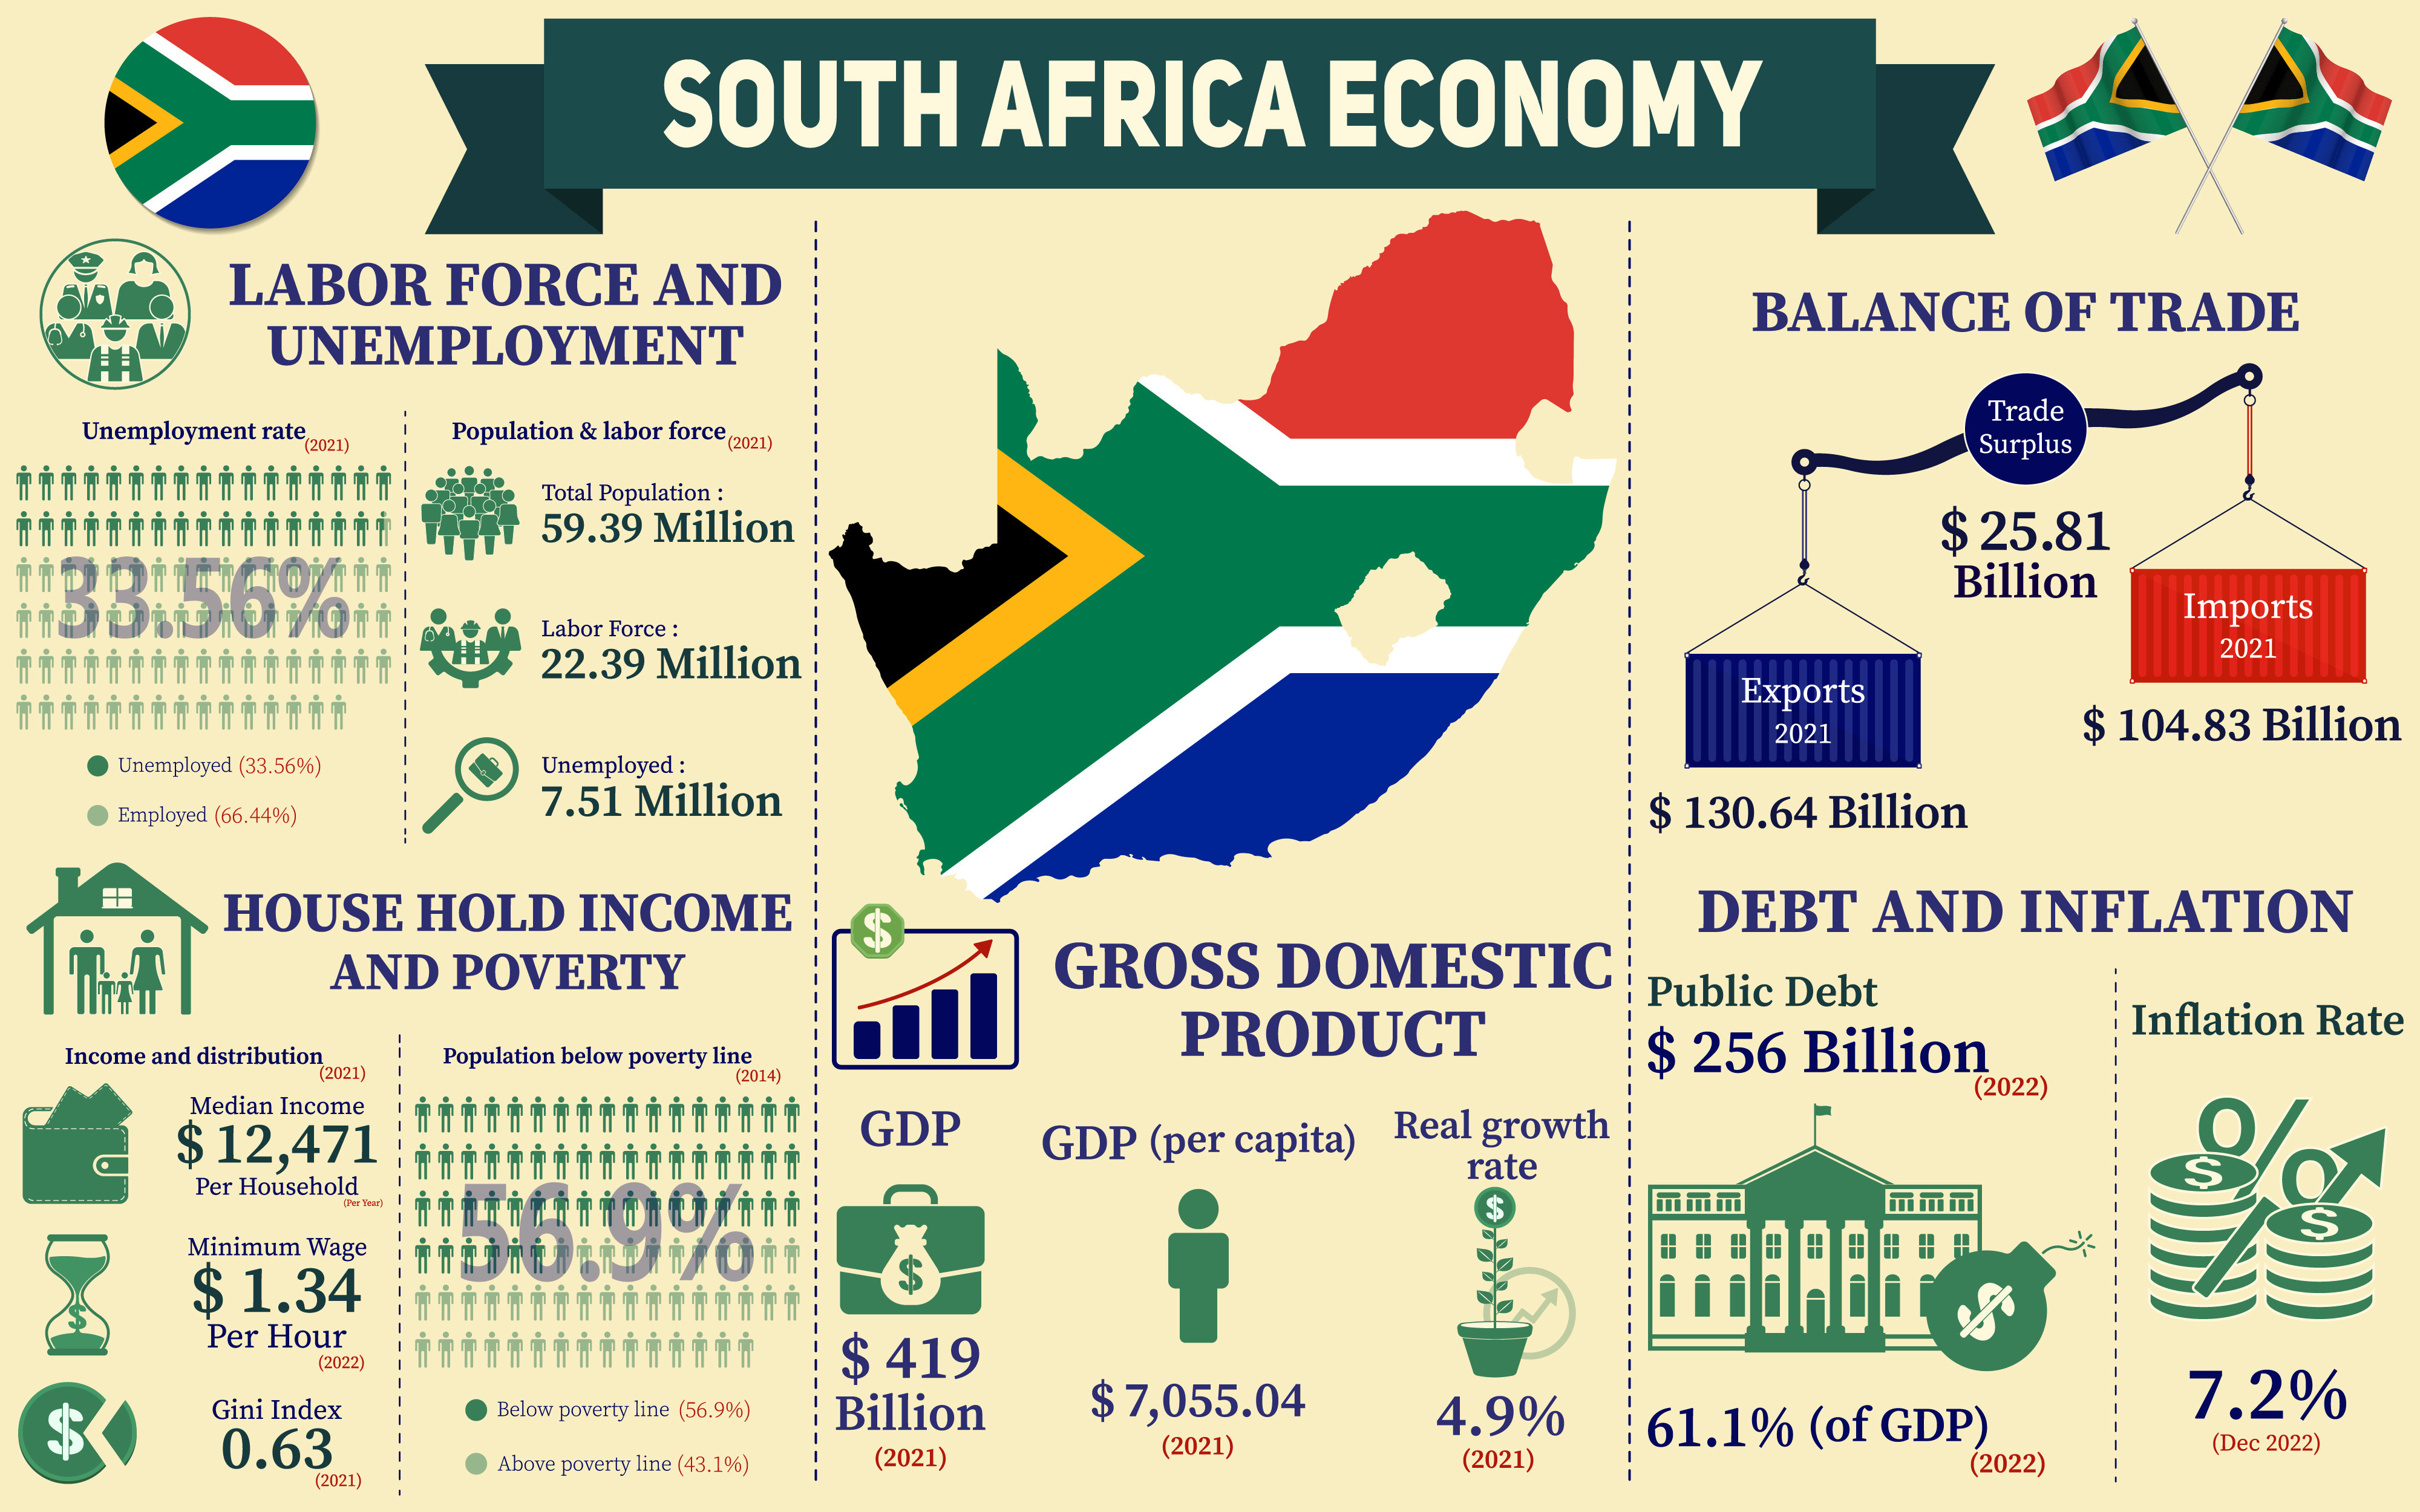 SOUTH AFRICA ECONOMY
LABOR FORCE AND
UNEMPLOYMENT
Unemployment rate (2021)
33.56%
Unemployed (33.56%)
Employed (66.44%)
Population & labor force (2021)
Total Population :
59.39 Million
Labor Force :
22.39 Million
Unemployed :
7.51 Million
HOUSE HOLD INCOME
AND POVERTY
Income and distribution (2021)
Median Income
$ 12,471
Per Household
(Per Year)
Minimum Wage
$ 1.34
Per Hour
(2022)
Gini Index
0.63
(2021)
Population below poverty line
(2014)
56.9%
Below poverty line (56.9%)
Above poverty line (43.1%)
$
GROSS DOMESTIC
PRODUCT
GDP
$
$ 419
Billion
(2021)
GDP (per capita)
$ 7,055.04
(2021)
Real growth
rate
$
4.9%
(2021)
BALANCE OF TRADE
Trade
Surplus
$ 25.81
Billion
Exports
2021
$ 130.64 Billion
Imports
2021
$ 104.83 Billion
DEBT AND INFLATION
Public Debt
$ 256 Billion
(2022)
$
61.1% (of GDP)
(2022)
Inflation Rate
%
$
$
7.2%
(Dec 2022)